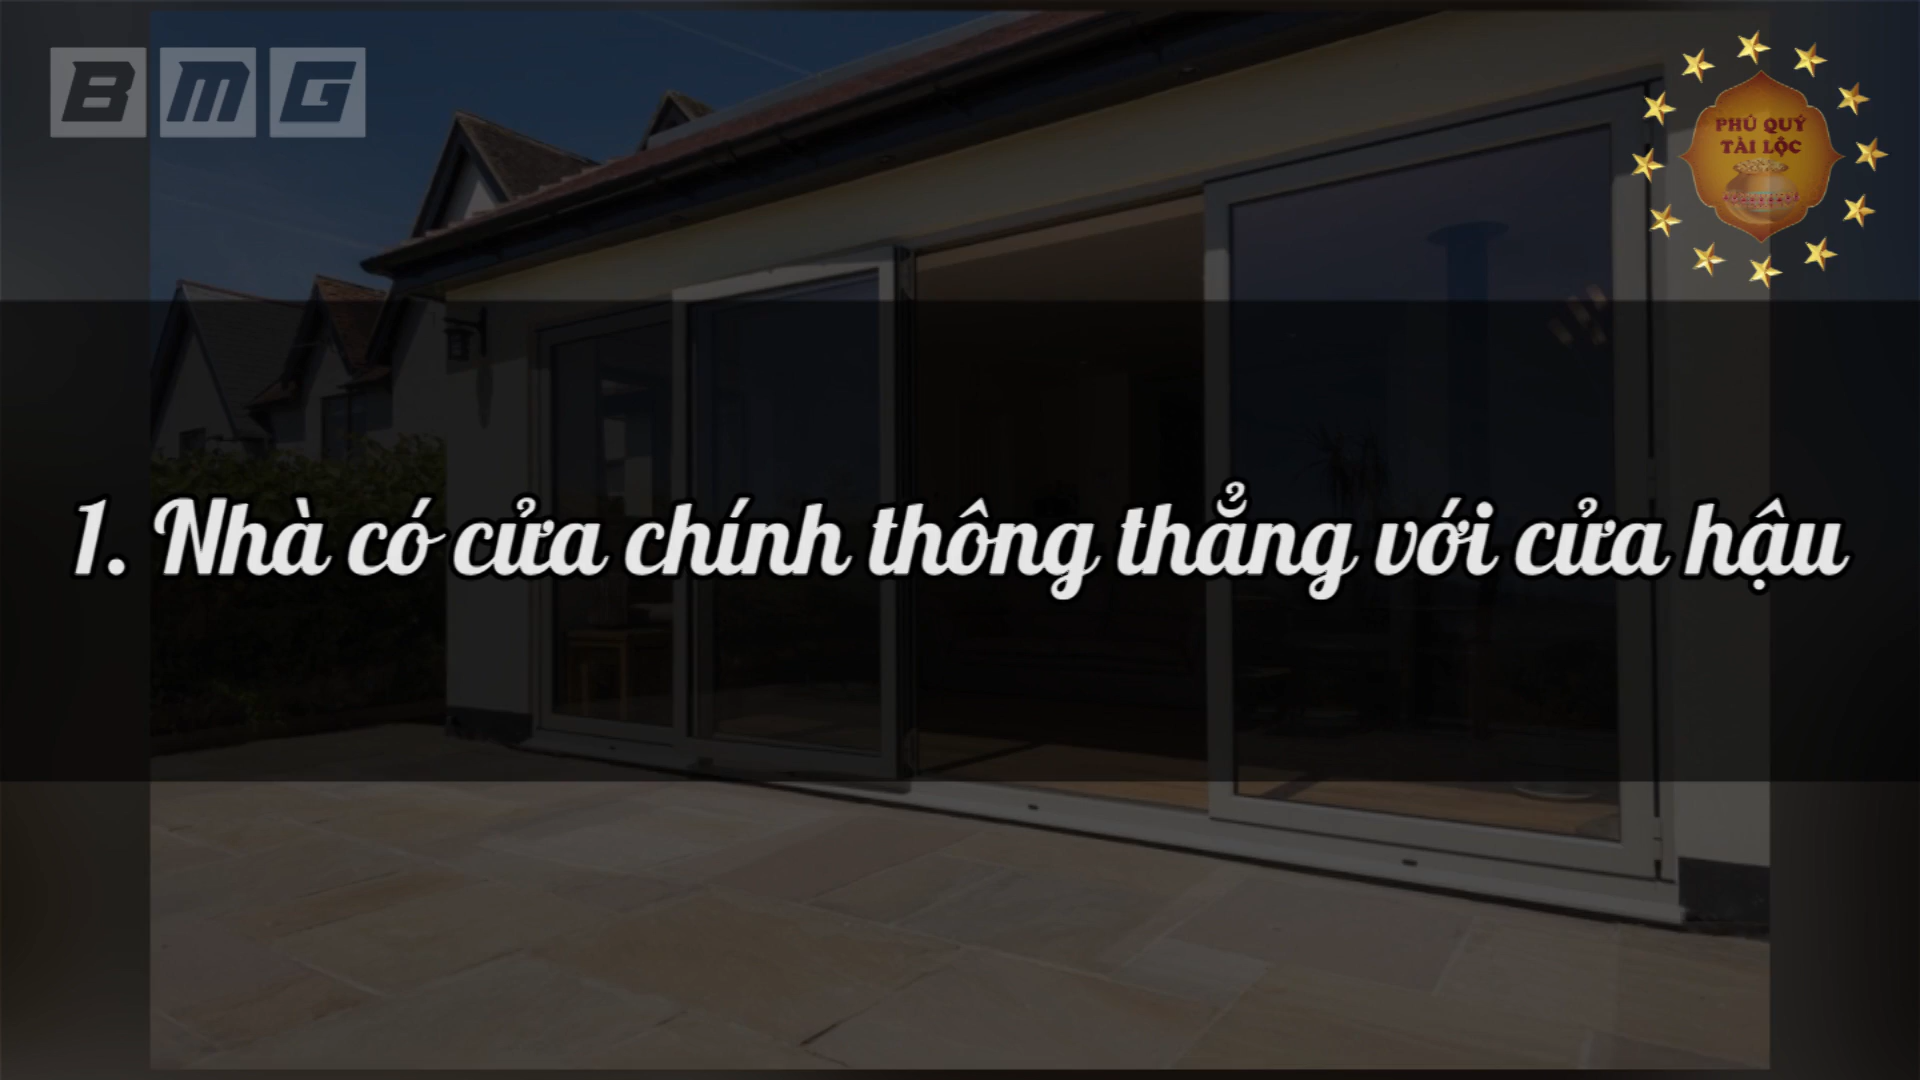 BMG
PHÚ QUÝ
TÀI LỘC
1. Nhà có cửa chính thông thẳng với cửa hậu